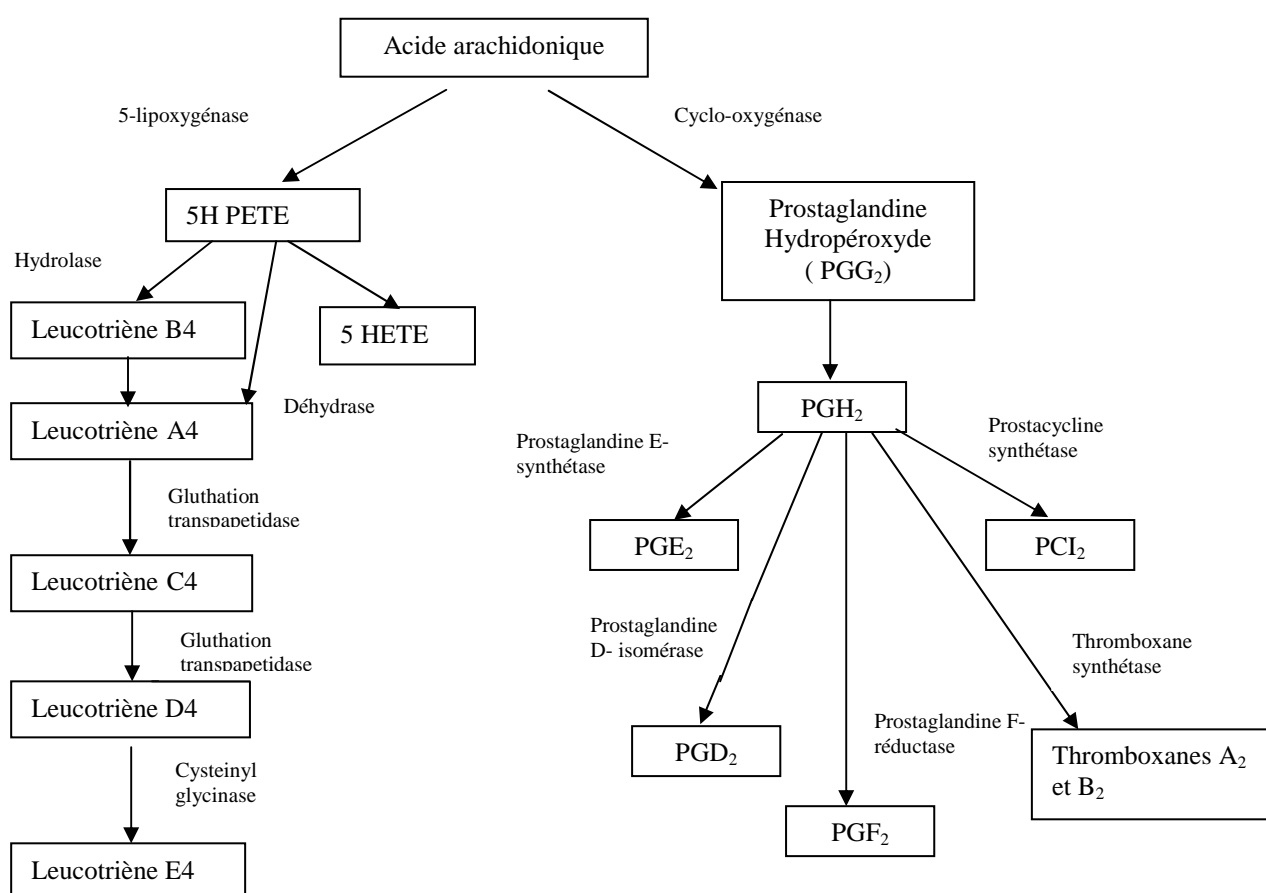 Acide arachidonique
5-lipoxygénase
Cyclo-oxygénase
5H PETE
Prostaglandine
Hydropéroxyde
( PGG₂)
Hydrolase
Leucotriène B4
5 HETE
Déhydrase
Leucotriène A4
PGH₂
Prostaglandine E-
synthétase
Prostacycline
synthétase
Gluthation
transpapetidase
PGE₂
PCI₂
Leucotriène C4
Gluthation
transpapetidase
Prostaglandine
D- isomérase
Thromboxane
synthétase
Leucotriène D4
PGD₂
Prostaglandine F-
réductase
Thromboxanes A₂
et B₂
Cysteinyl
glycinase
PGF₂
Leucotriène E4